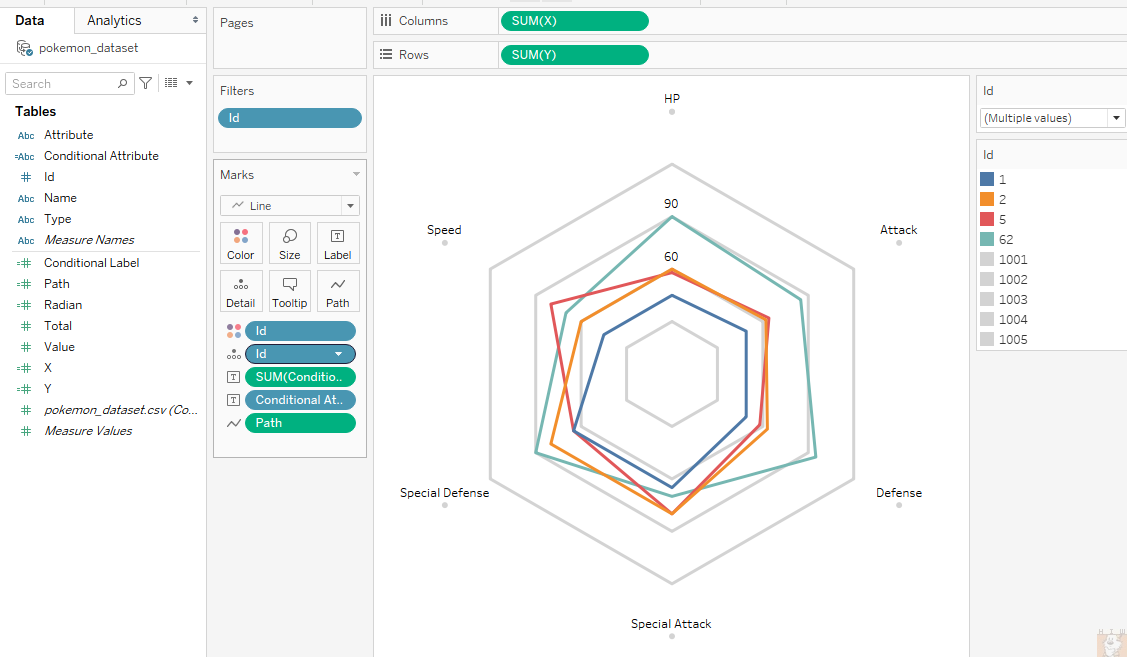 Data
Analytics
pokemon_dataset
Search
Tables
Abc Attribute
=Abc Conditional Attribute
# Id
Abc Name
Abc Type
Abc Measure Names
=# Conditional Label
=# Path
=# Radian
# Total
# Value
=# X
=# Y
# pokemon_dataset.csv (Co...
# Measure Values
Pages
Filters
Id
Marks
Line
Color
Size
Label
Detail
Tooltip
Path
Id
Id
SUM(Conditio..
Conditional At..
Path
Columns
SUM(X)
Rows
SUM(Y)
HP
90
60
Speed
Attack
Special Defense
Defense
Special Attack
Id
(Multiple values)
Id
1
2
5
62
1001
1002
1003
1004
1005